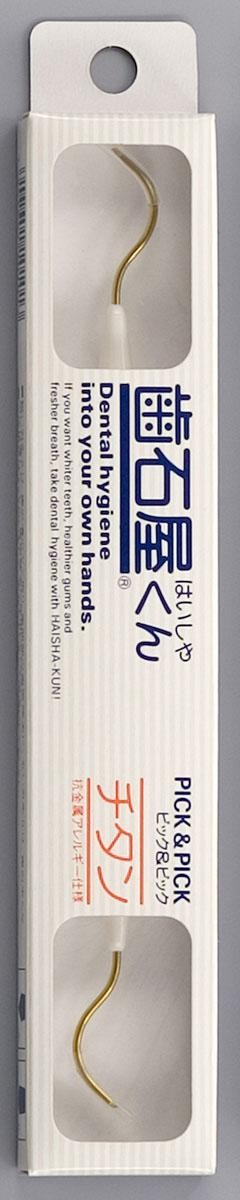 歯石屋くん®
はいしや
Dental hygiene
into your own hands.
If you want whiter teeth, healthier gums and
fresher breath, take dental hygiene with HAISHA-KUN!
PICK & PICK
ピック&ピック
チタン
抗金属アレルギー仕様